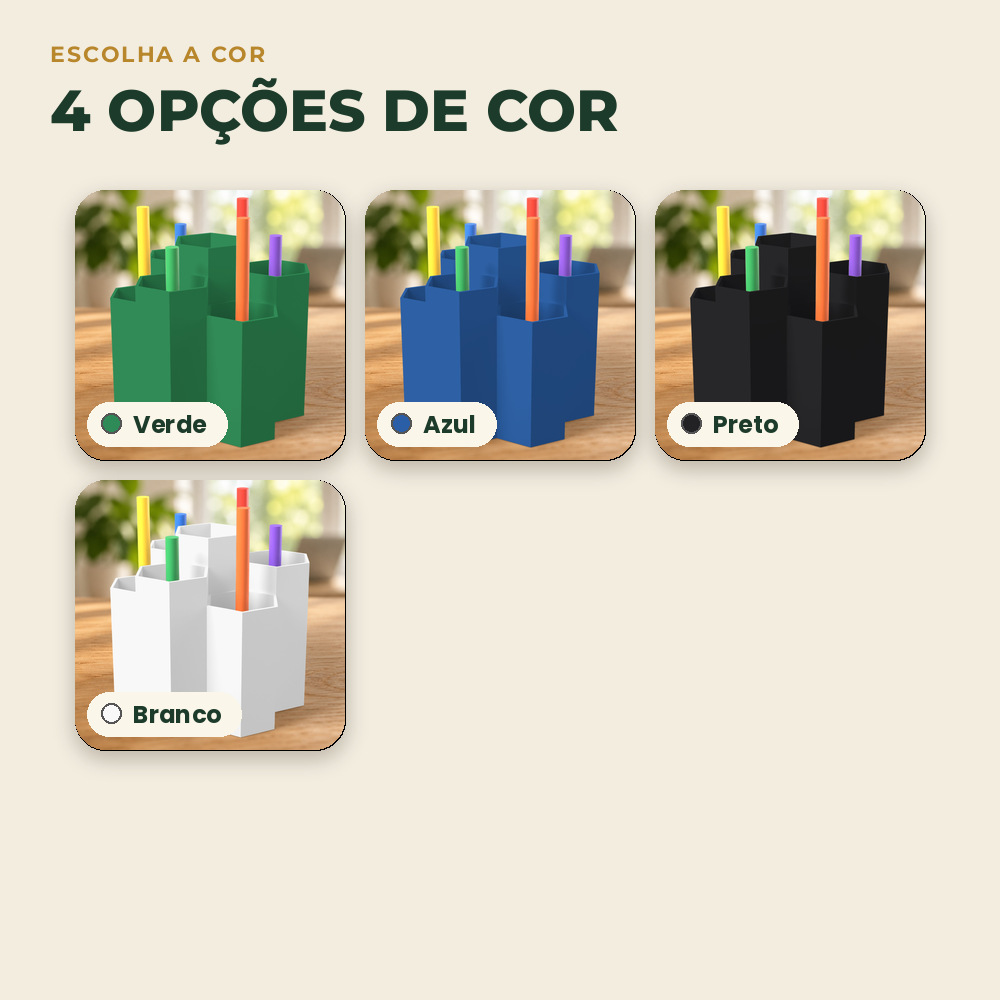 ESCOLHA A COR
4 OPÇÕES DE COR
Verde
Azul
Preto
Branco